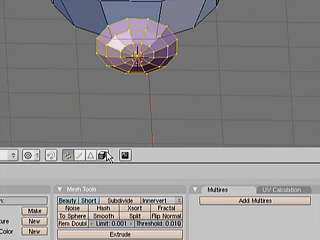 Mesh Tools
Multires
UV Calculation
Beauty Short Subdivide Innervert
Noise Hash Xsort Fractal
To Sphere Smooth Split Flip Normal
Rem Doubl Limit: 0.001 Threshold: 0.010
Extrude
Add Multires
Make
New
Color New